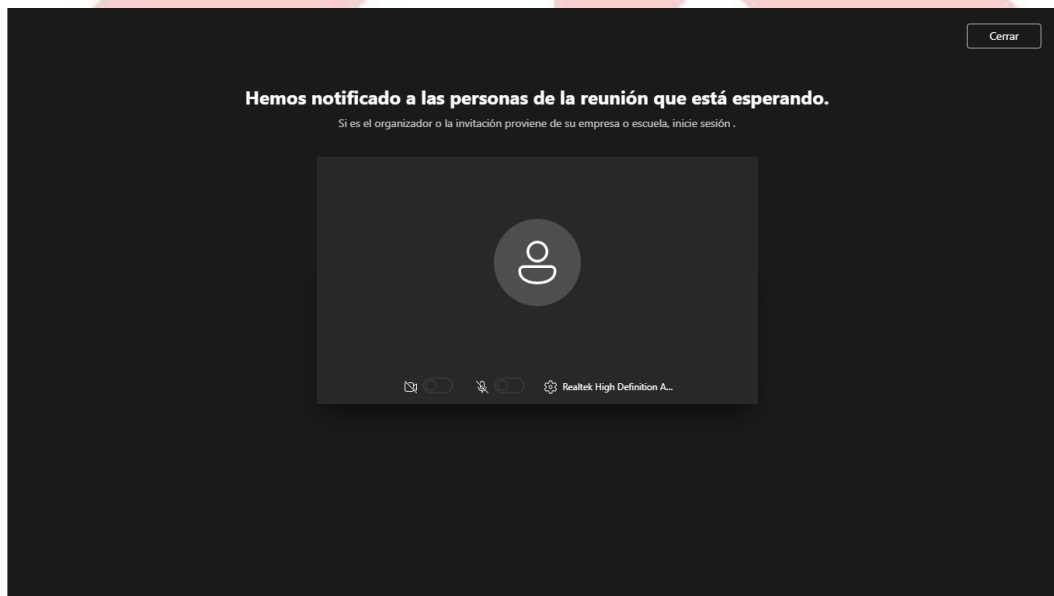 Cerrar
Hemos notificado a las personas de la reunión que está esperando.
Si es el organizador o la invitación proviene de su empresa o escuela, inicie sesión .
Realtek High Definition A...